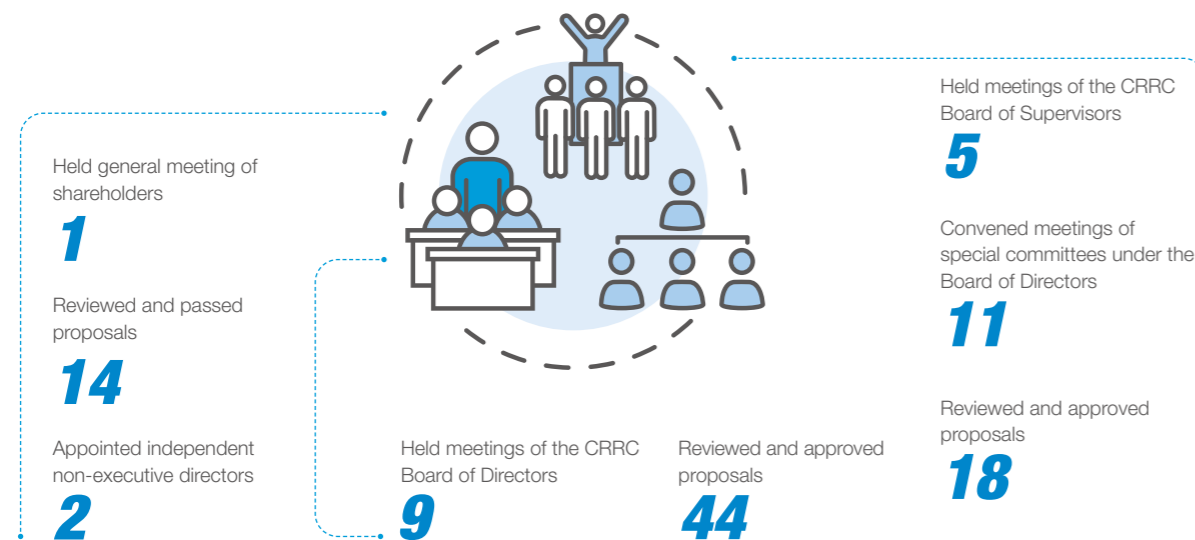 Held general meeting of
shareholders
1
Reviewed and passed
proposals
14
Appointed independent
non-executive directors
2
Held meetings of the CRRC
Board of Directors
9
Reviewed and approved
proposals
44
Held meetings of the CRRC
Board of Supervisors
5
Convened meetings of
special committees under the
Board of Directors
11
Reviewed and approved
proposals
18